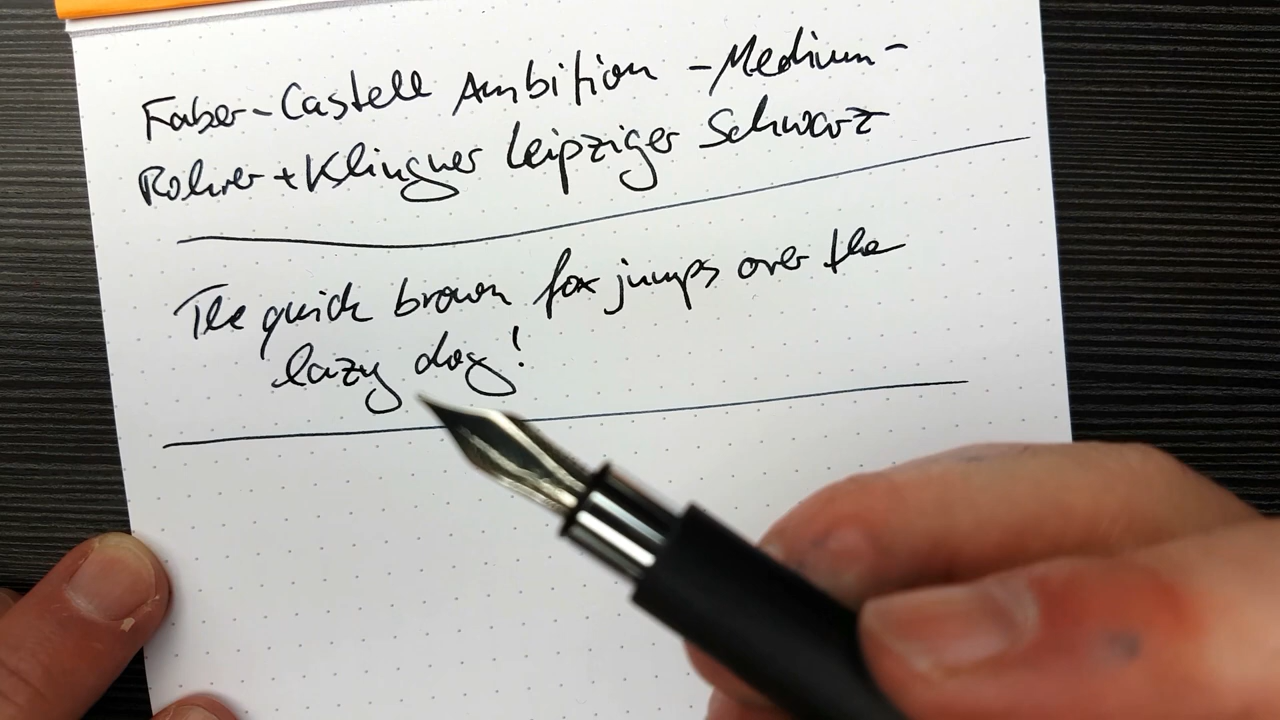 Faber-Castell Ambition -Medium-
Rohrer + Klingner Leipziger Schwarz
The quick brown fox jumps over the
lazy dog!